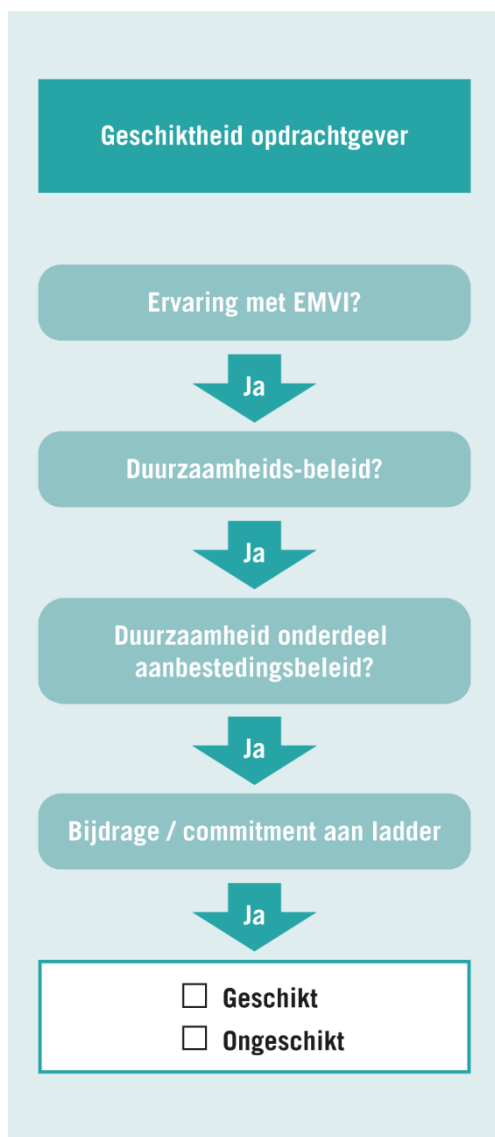 Geschiktheid opdrachtgever
Ervaring met EMVI?
Ja
Duurzaamheids-beleid?
Ja
Duurzaamheid onderdeel
aanbestedingsbeleid?
Ja
Bijdrage / commitment aan ladder
Ja
Geschikt
Ongeschikt